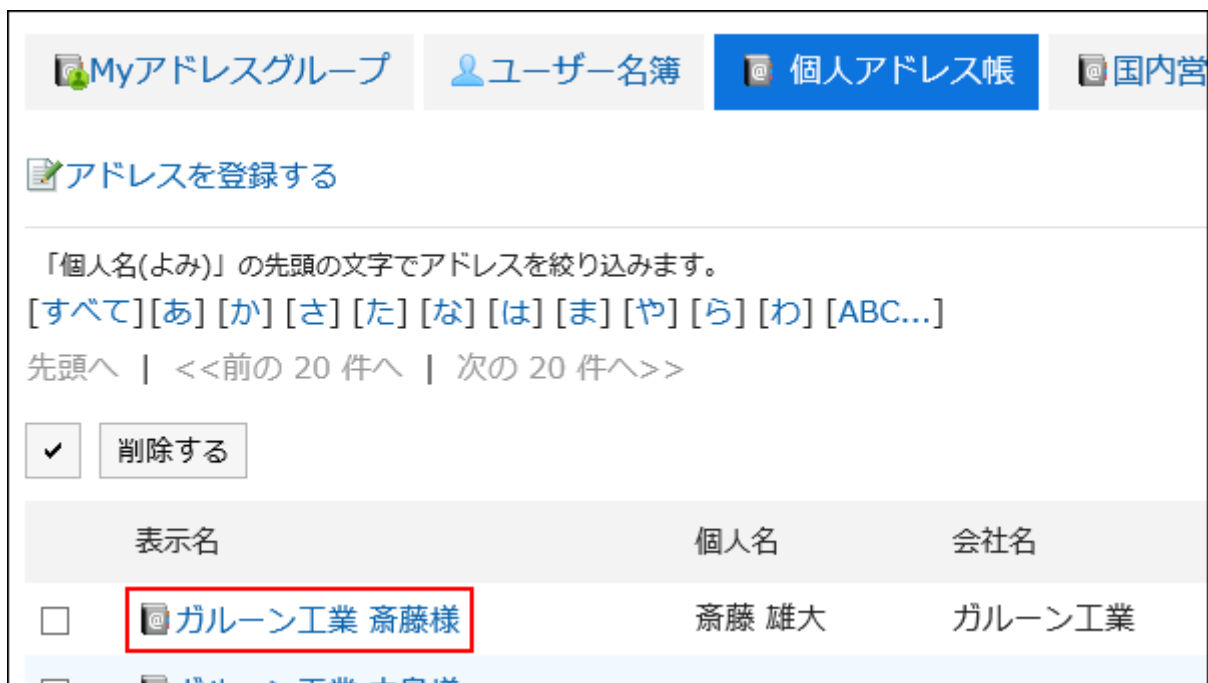 Myアドレスグループ ユーザー名簿 個人アドレス帳 国内営
アドレスを登録する
「個人名(よみ)」の先頭の文字でアドレスを絞り込みます。
[すべて][あ] [か] [さ] [た] [な] [は] [ま] [や] [ら] [わ] [ABC...]
先頭へ | <<前の 20 件へ | 次の 20 件へ>>
削除する
表示名 個人名 会社名
ガルーン工業 斎藤様 斎藤 雄大 ガルーン工業